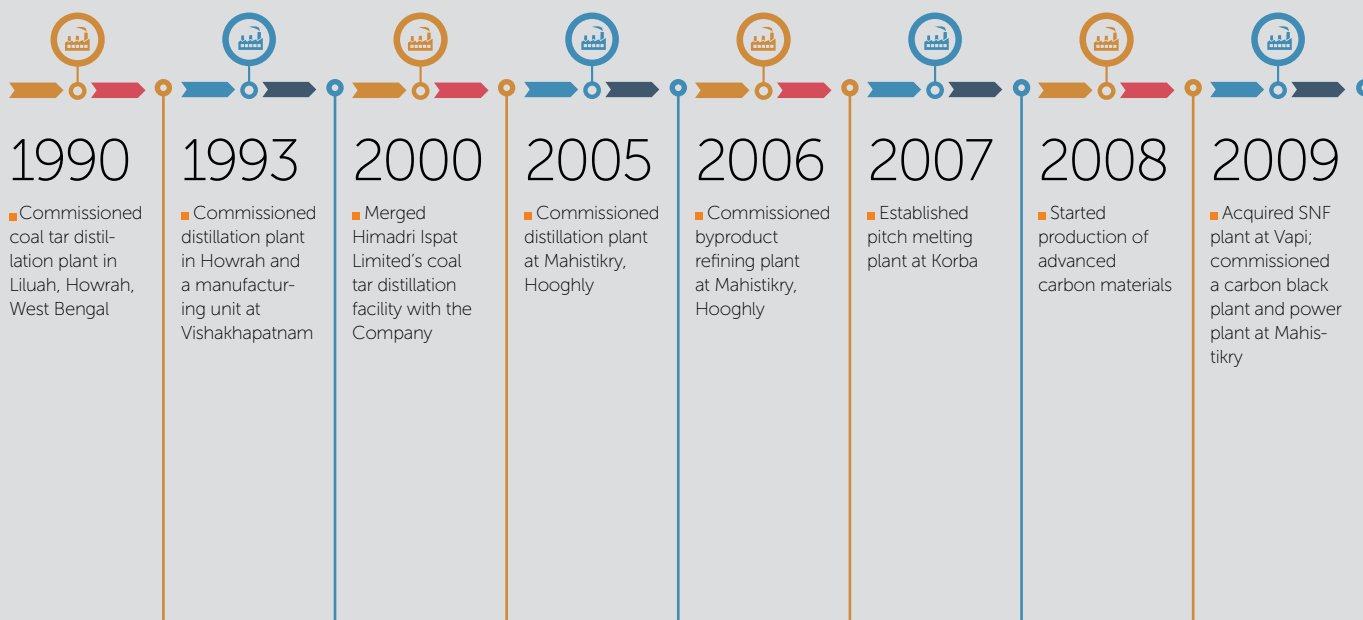 1990
Commissioned
coal tar distil-
lation plant in
Liluah, Howrah,
West Bengal
1993
Commissioned
distillation plant
in Howrah and
a manufactur-
ing unit at
Vishakhapatnam
2000
Merged
Himadri Ispat
Limited's coal
tar distillation
facility with the
Company
2005
Commissioned
distillation plant
at Mahistikry,
Hooghly
2006
Commissioned
byproduct
refining plant
at Mahistikry,
Hooghly
2007
Established
pitch melting
plant at Korba
2008
Started
production of
advanced
carbon materials
2009
Acquired SNF
plant at Vapi;
commissioned
a carbon black
plant and power
plant at Mahis-
tikry